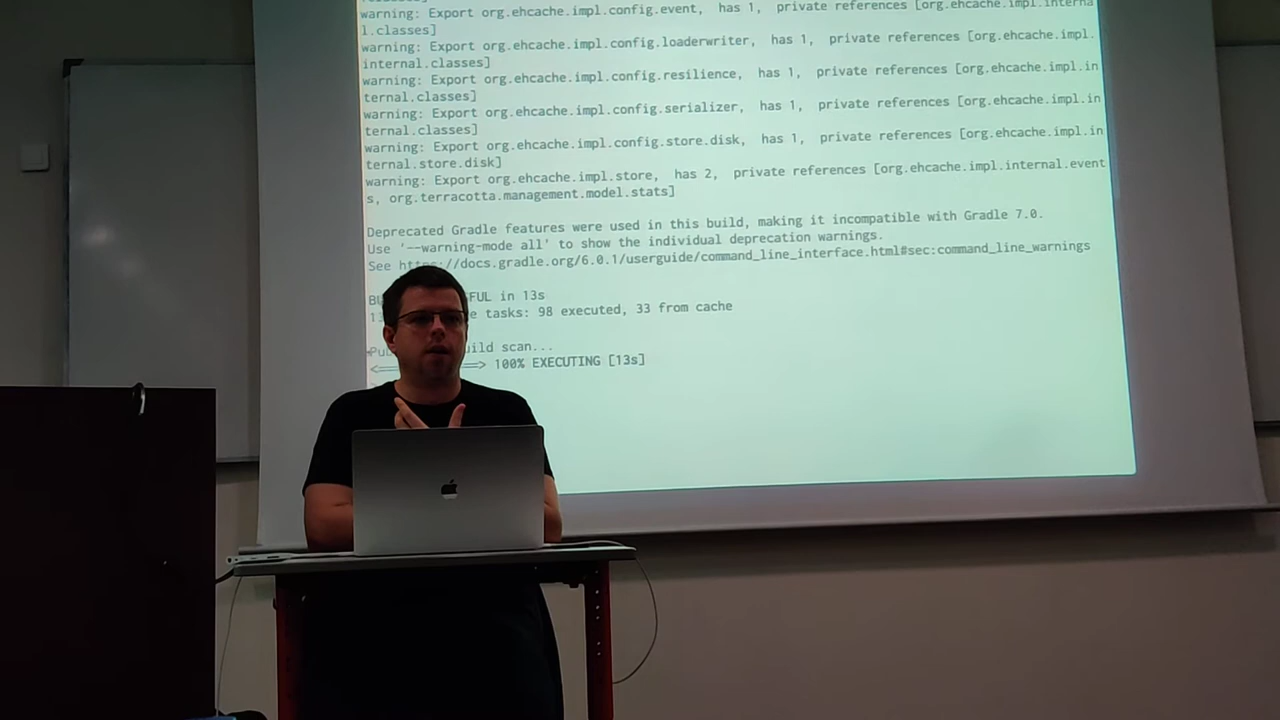 warning: Export org.ehcache.impl.config.event, has 1, private references [org.ehcache.impl.interna
l.classes]
warning: Export org.ehcache.impl.config.loaderwriter, has 1, private references [org.ehcache.impl.
internal.classes]
warning: Export org.ehcache.impl.config.resilience, has 1, private references [org.ehcache.impl.in
ternal.classes]
warning: Export org.ehcache.impl.config.serializer, has 1, private references [org.ehcache.impl.in
ternal.classes]
warning: Export org.ehcache.impl.config.store.disk, has 1, private references [org.ehcache.impl.in
ternal.store.disk]
warning: Export org.ehcache.impl.store, has 2, private references [org.ehcache.impl.internal.event
s, org.terracotta.management.model.stats]
Deprecated Gradle features were used in this build, making it incompatible with Gradle 7.0.
Use '--warning-mode all' to show the individual deprecation warnings.
See https://docs.gradle.org/6.0.1/userguide/command_line_interface.html#sec:command_line_warnings
BU FUL in 13s
13 e tasks: 98 executed, 33 from cache
Pub uild scan...
<== => 100% EXECUTING [13s]